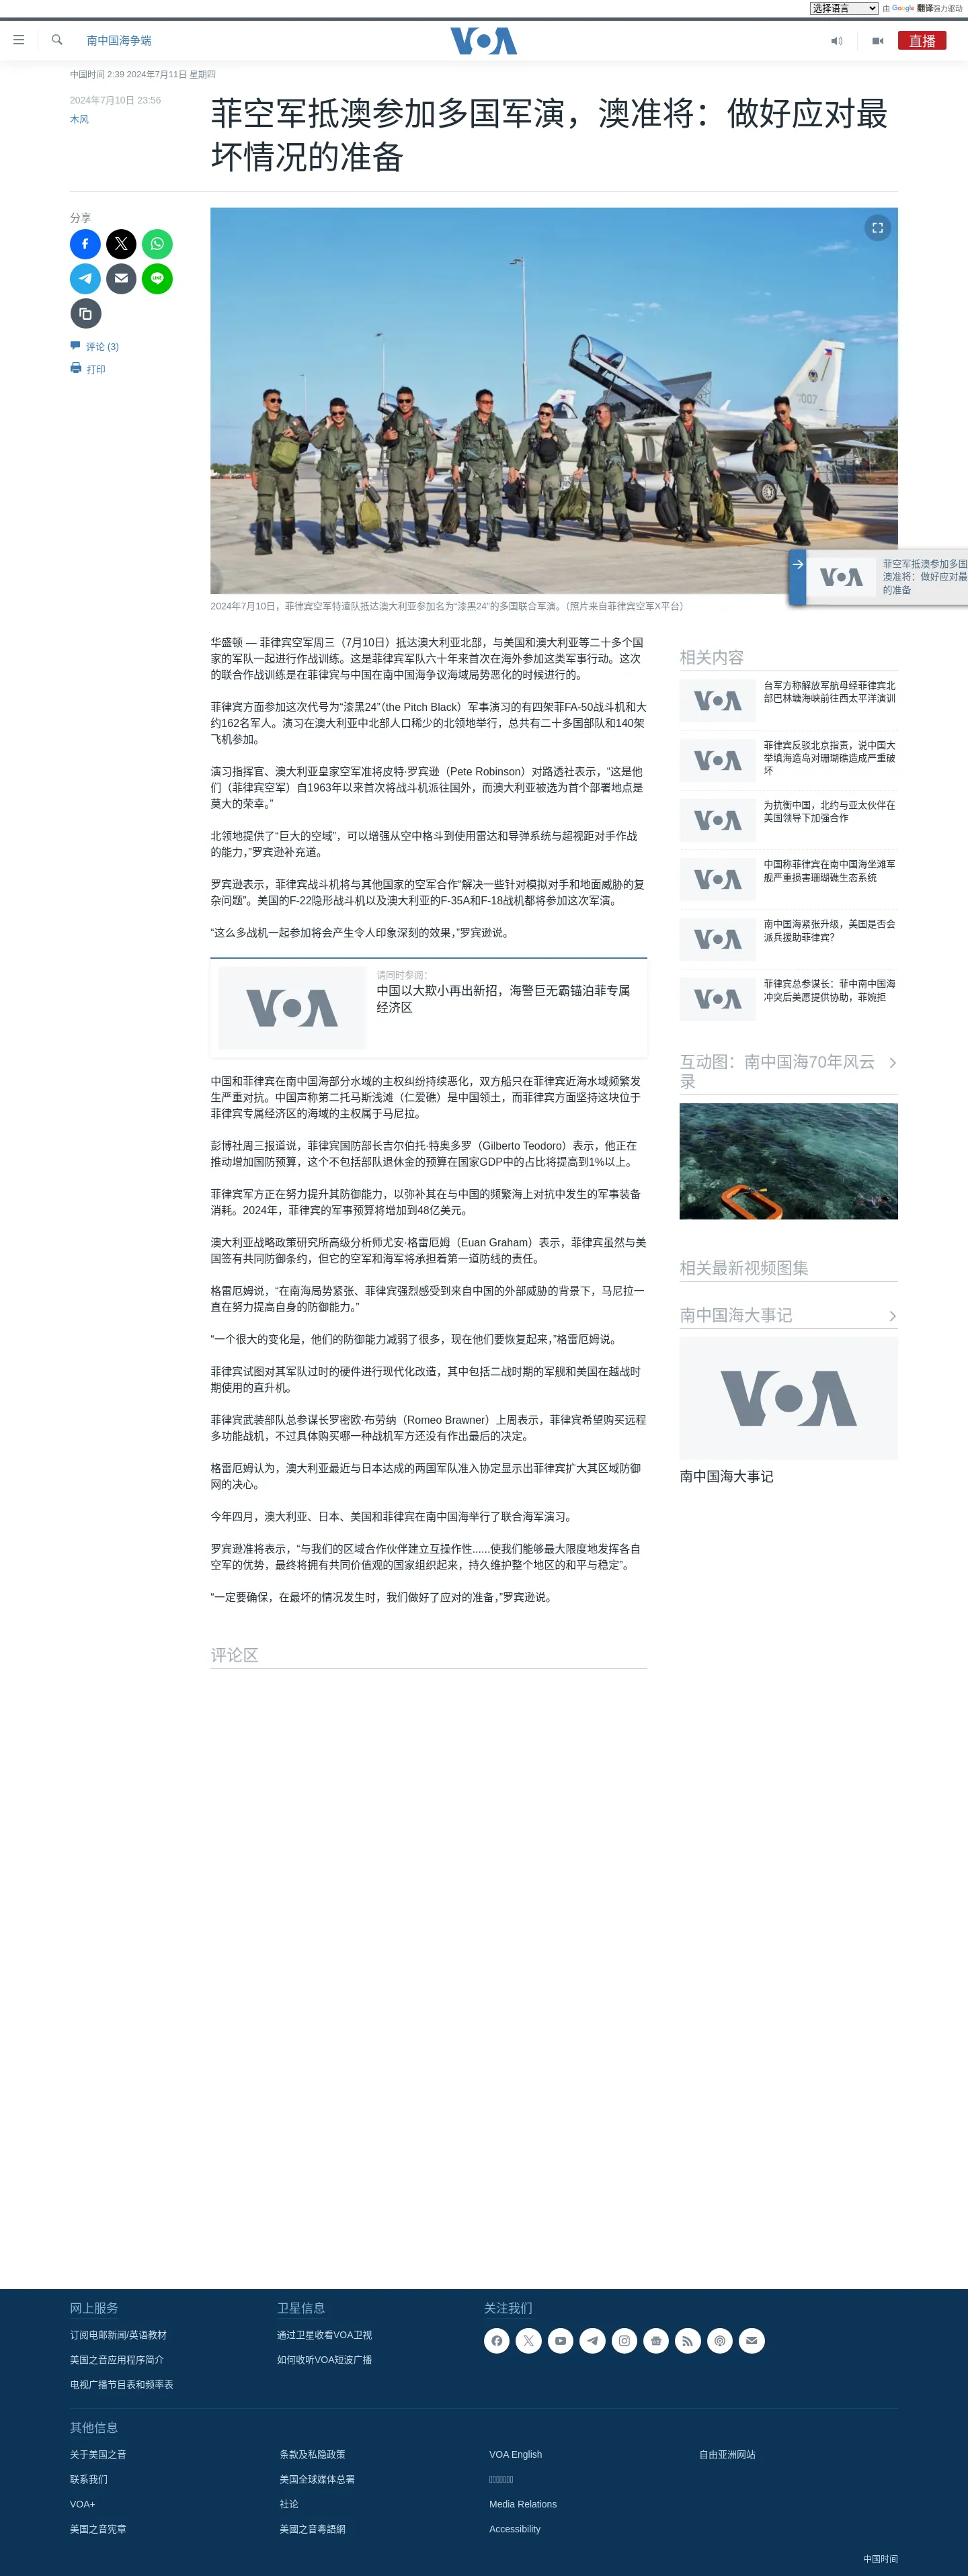 选择语言 由 Google 翻译强力驱动
南中国海争端
VOA
直播
中国时间 2:39 2024年7月11日 星期四
2024年7月10日 23:56
木风
菲空军抵澳参加多国军演，澳准将：做好应对最
坏情况的准备
分享
评论 (3)
打印
007
菲空军抵澳参加多国
澳准将：做好应对最
的准备
VOA
2024年7月10日，菲律宾空军特遣队抵达澳大利亚参加名为“漆黑24”的多国联合军演。（照片来自菲律宾空军X平台）
华盛顿 — 菲律宾空军周三（7月10日）抵达澳大利亚北部，与美国和澳大利亚等二十多个国
家的军队一起进行作战训练。这是菲律宾军队六十年来首次在海外参加这类军事行动。这次
的联合作战训练是在菲律宾与中国在南中国海争议海域局势恶化的时候进行的。
菲律宾方面参加这次代号为“漆黑24”（the Pitch Black）军事演习的有四架菲FA-50战斗机和大
约162名军人。演习在澳大利亚中北部人口稀少的北领地举行，总共有二十多国部队和140架
飞机参加。
演习指挥官、澳大利亚皇家空军准将皮特·罗宾逊（Pete Robinson）对路透社表示，“这是他
们（菲律宾空军）自1963年以来首次将战斗机派往国外，而澳大利亚被选为首个部署地点是
莫大的荣幸。”
北领地提供了“巨大的空域”，可以增强从空中格斗到使用雷达和导弹系统与超视距对手作战
的能力，”罗宾逊补充道。
罗宾逊表示，菲律宾战斗机将与其他国家的空军合作“解决一些针对模拟对手和地面威胁的复
杂问题”。美国的F-22隐形战斗机以及澳大利亚的F-35A和F-18战机都将参加这次军演。
“这么多战机一起参加将会产生令人印象深刻的效果，”罗宾逊说。
VOA
请同时参阅：
中国以大欺小再出新招，海警巨无霸锚泊菲专属
经济区
中国和菲律宾在南中国海部分水域的主权纠纷持续恶化，双方船只在菲律宾近海水域频繁发
生严重对抗。中国声称第二托马斯浅滩（仁爱礁）是中国领土，而菲律宾方面坚持这块位于
菲律宾专属经济区的海域的主权属于马尼拉。
彭博社周三报道说，菲律宾国防部长吉尔伯托·特奥多罗（Gilberto Teodoro）表示，他正在
推动增加国防预算，这个不包括部队退休金的预算在国家GDP中的占比将提高到1%以上。
菲律宾军方正在努力提升其防御能力，以弥补其在与中国的频繁海上对抗中发生的军事装备
消耗。2024年，菲律宾的军事预算将增加到48亿美元。
澳大利亚战略政策研究所高级分析师尤安·格雷厄姆（Euan Graham）表示，菲律宾虽然与美
国签有共同防御条约，但它的空军和海军将承担着第一道防线的责任。
格雷厄姆说，“在南海局势紧张、菲律宾强烈感受到来自中国的外部威胁的背景下，马尼拉一
直在努力提高自身的防御能力。”
“一个很大的变化是，他们的防御能力减弱了很多，现在他们要恢复起来，”格雷厄姆说。
菲律宾试图对其军队过时的硬件进行现代化改造，其中包括二战时期的军舰和美国在越战时
期使用的直升机。
菲律宾武装部队总参谋长罗密欧·布劳纳（Romeo Brawner）上周表示，菲律宾希望购买远程
多功能战机，不过具体购买哪一种战机军方还没有作出最后的决定。
格雷厄姆认为，澳大利亚最近与日本达成的两国军队准入协定显示出菲律宾扩大其区域防御
网的决心。
今年四月，澳大利亚、日本、美国和菲律宾在南中国海举行了联合海军演习。
罗宾逊准将表示，“与我们的区域合作伙伴建立互操作性……使我们能够最大限度地发挥各自
空军的优势，最终将拥有共同价值观的国家组织起来，持久维护整个地区的和平与稳定”。
“一定要确保，在最坏的情况发生时，我们做好了应对的准备，”罗宾逊说。
评论区
相关内容
VOA
台军方称解放军航母经菲律宾北
部巴林塘海峡前往西太平洋演训
VOA
菲律宾反驳北京指责，说中国大
举填海造岛对珊瑚礁造成严重破
坏
VOA
为抗衡中国，北约与亚太伙伴在
美国领导下加强合作
VOA
中国称菲律宾在南中国海坐滩军
舰严重损害珊瑚礁生态系统
VOA
南中国海紧张升级，美国是否会
派兵援助菲律宾？
VOA
菲律宾总参谋长：菲中南中国海
冲突后美愿提供协助，菲婉拒
互动图：南中国海70年风云
录
相关最新视频图集
南中国海大事记
VOA
南中国海大事记
网上服务
订阅电邮新闻/英语教材
美国之音应用程序简介
电视广播节目表和频率表
卫星信息
通过卫星收看VOA卫视
如何收听VOA短波广播
关注我们
其他信息
关于美国之音
联系我们
VOA+
美国之音宪章
条款及私隐政策
美国全球媒体总署
社论
美國之音粵語網
VOA English
Media Relations
Accessibility
自由亚洲网站
中国时间